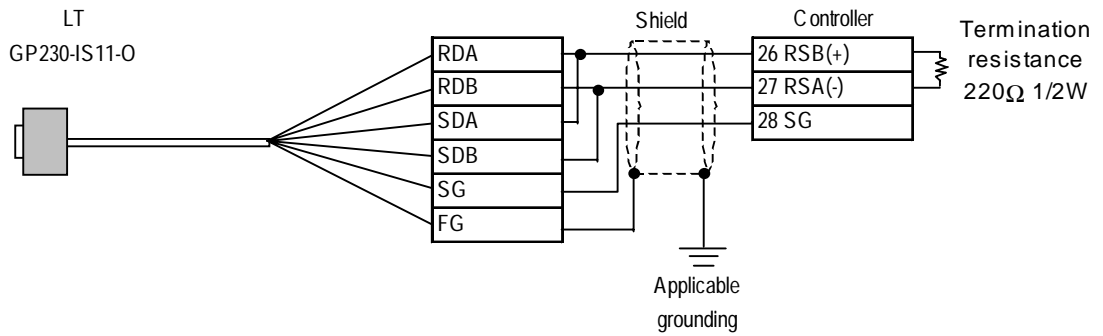 LT
GP230-IS11-O
RDA
RDB
SDA
SDB
SG
FG
Shield
Applicable
grounding
Controller
26 RSB(+)
27 RSA(-)
28 SG
Termination
resistance
220Ω 1/2W